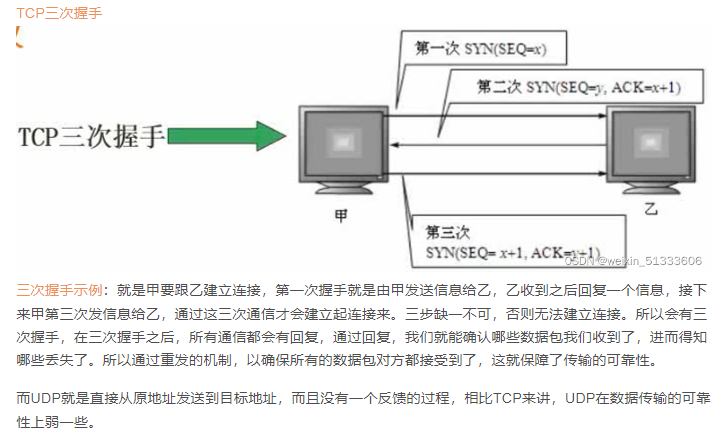 TCP三次握手
第一次 SYN(SEQ=x)
第二次 SYN(SEQ=y, ACK=x+1)
TCP三次握手
甲
乙
第三次
SYN(SEQ= x+1, ACK=y+1)
CSDN @weixin_51333606
三次握手示例：就是甲要跟乙建立连接，第一次握手就是由甲发送信息给乙，乙收到之后回复一个信息，接下
来甲第三次发信息给乙，通过这三次通信才会建立起连接来。三步缺一不可，否则无法建立连接。所以会有三
次握手，在三次握手之后，所有通信都会有回复，通过回复，我们就能确认哪些数据包我们收到了，进而得知
哪些丢失了。所以通过重发的机制，以确保所有的数据包对方都接受到了，这就保障了传输的可靠性。
而UDP就是直接从原地址发送到目标地址，而且没有一个反馈的过程，相比TCP来讲，UDP在数据传输的可靠
性上弱一些。